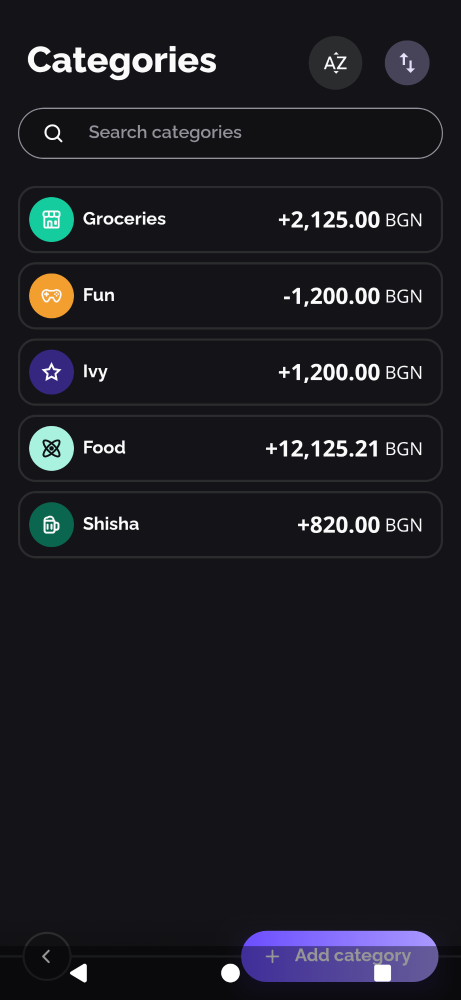 Categories AZ
Search categories
Groceries +2,125.00 BGN
Fun -1,200.00 BGN
Ivy +1,200.00 BGN
Food +12,125.21 BGN
Shisha +820.00 BGN
+ Add category